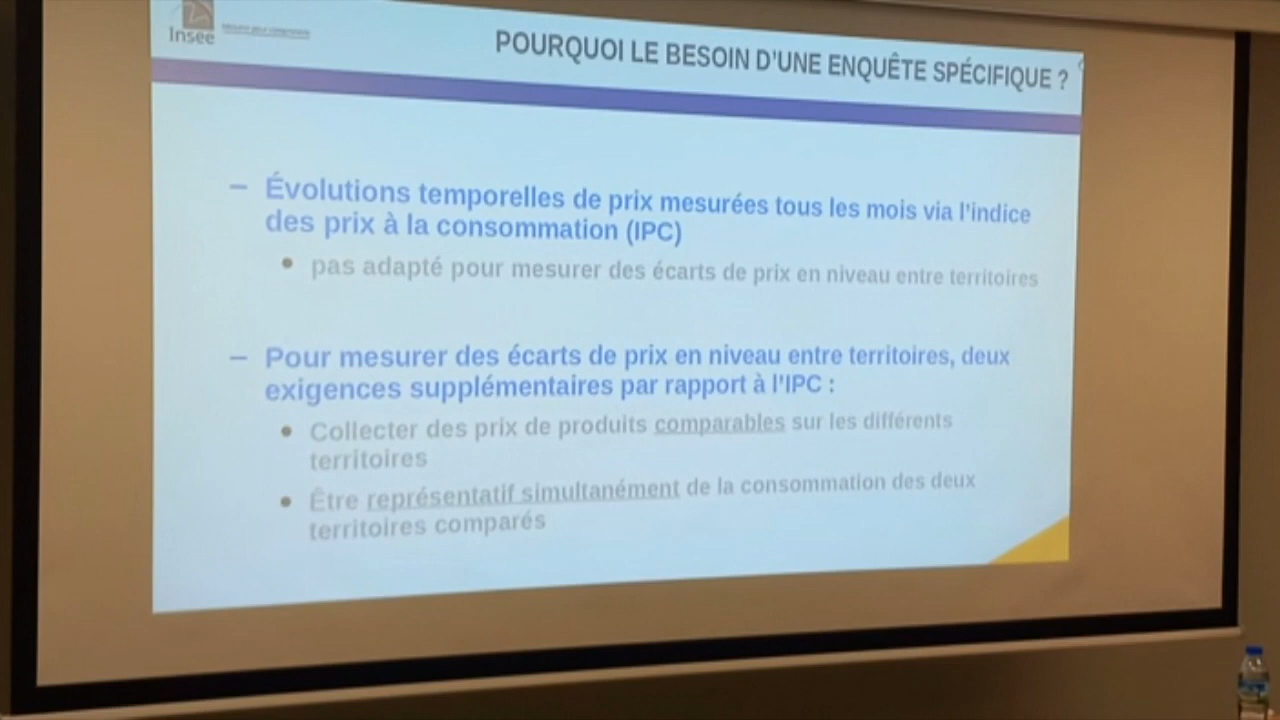 Insee
POURQUOI LE BESOIN D'UNE ENQUÊTE SPÉCIFIQUE ?
– Évolutions temporelles de prix mesurées tous les mois via l'indice
des prix à la consommation (IPC)
• pas adapté pour mesurer des écarts de prix en niveau entre territoires
– Pour mesurer des écarts de prix en niveau entre territoires, deux
exigences supplémentaires par rapport à l'IPC :
• Collecter des prix de produits comparables sur les différents
territoires
• Être représentatif simultanément de la consommation des deux
territoires comparés